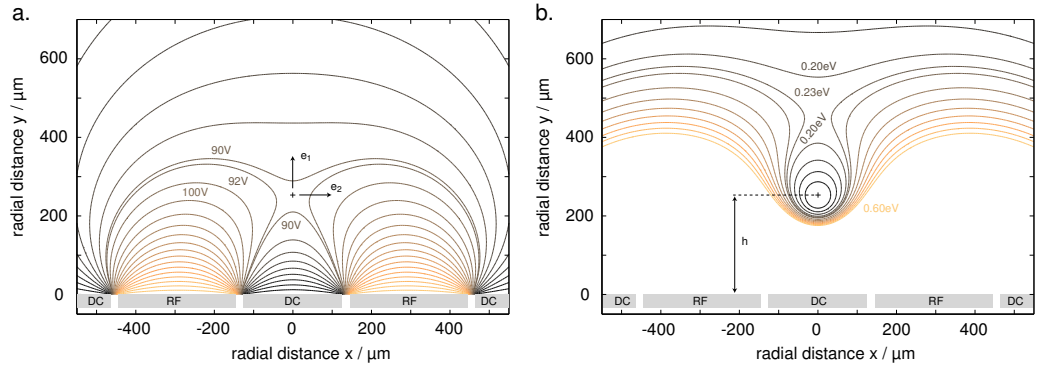 a.
radial distance y / µm
600
400
200
0
90V
92V
100V
90V
e1
e2
DC
RF
DC
RF
DC
-400
-200
0
200
400
radial distance x / µm
b.
radial distance y / µm
600
400
200
0
0.20eV
0.23eV
0.20eV
0.60eV
h
DC
RF
DC
RF
DC
-400
-200
0
200
400
radial distance x / µm